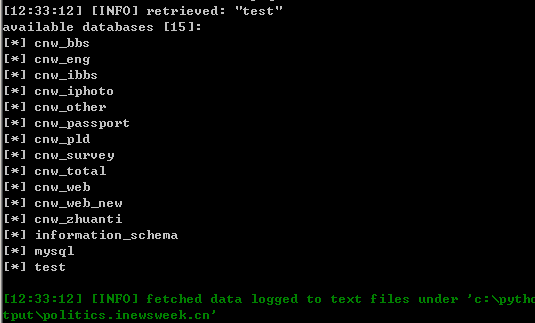 [12:33:12] [INFO] retrieved: "test"
available databases [15]:
[*] cnw_bbs
[*] cnw_eng
[*] cnw_ibbs
[*] cnw_iphoto
[*] cnw_other
[*] cnw_passport
[*] cnw_pld
[*] cnw_survey
[*] cnw_total
[*] cnw_web
[*] cnw_web_new
[*] cnw_zhuanti
[*] information_schema
[*] mysql
[*] test
[12:33:12] [INFO] fetched data logged to text files under 'c:\pytho
tput\politics.inewsweek.cn'